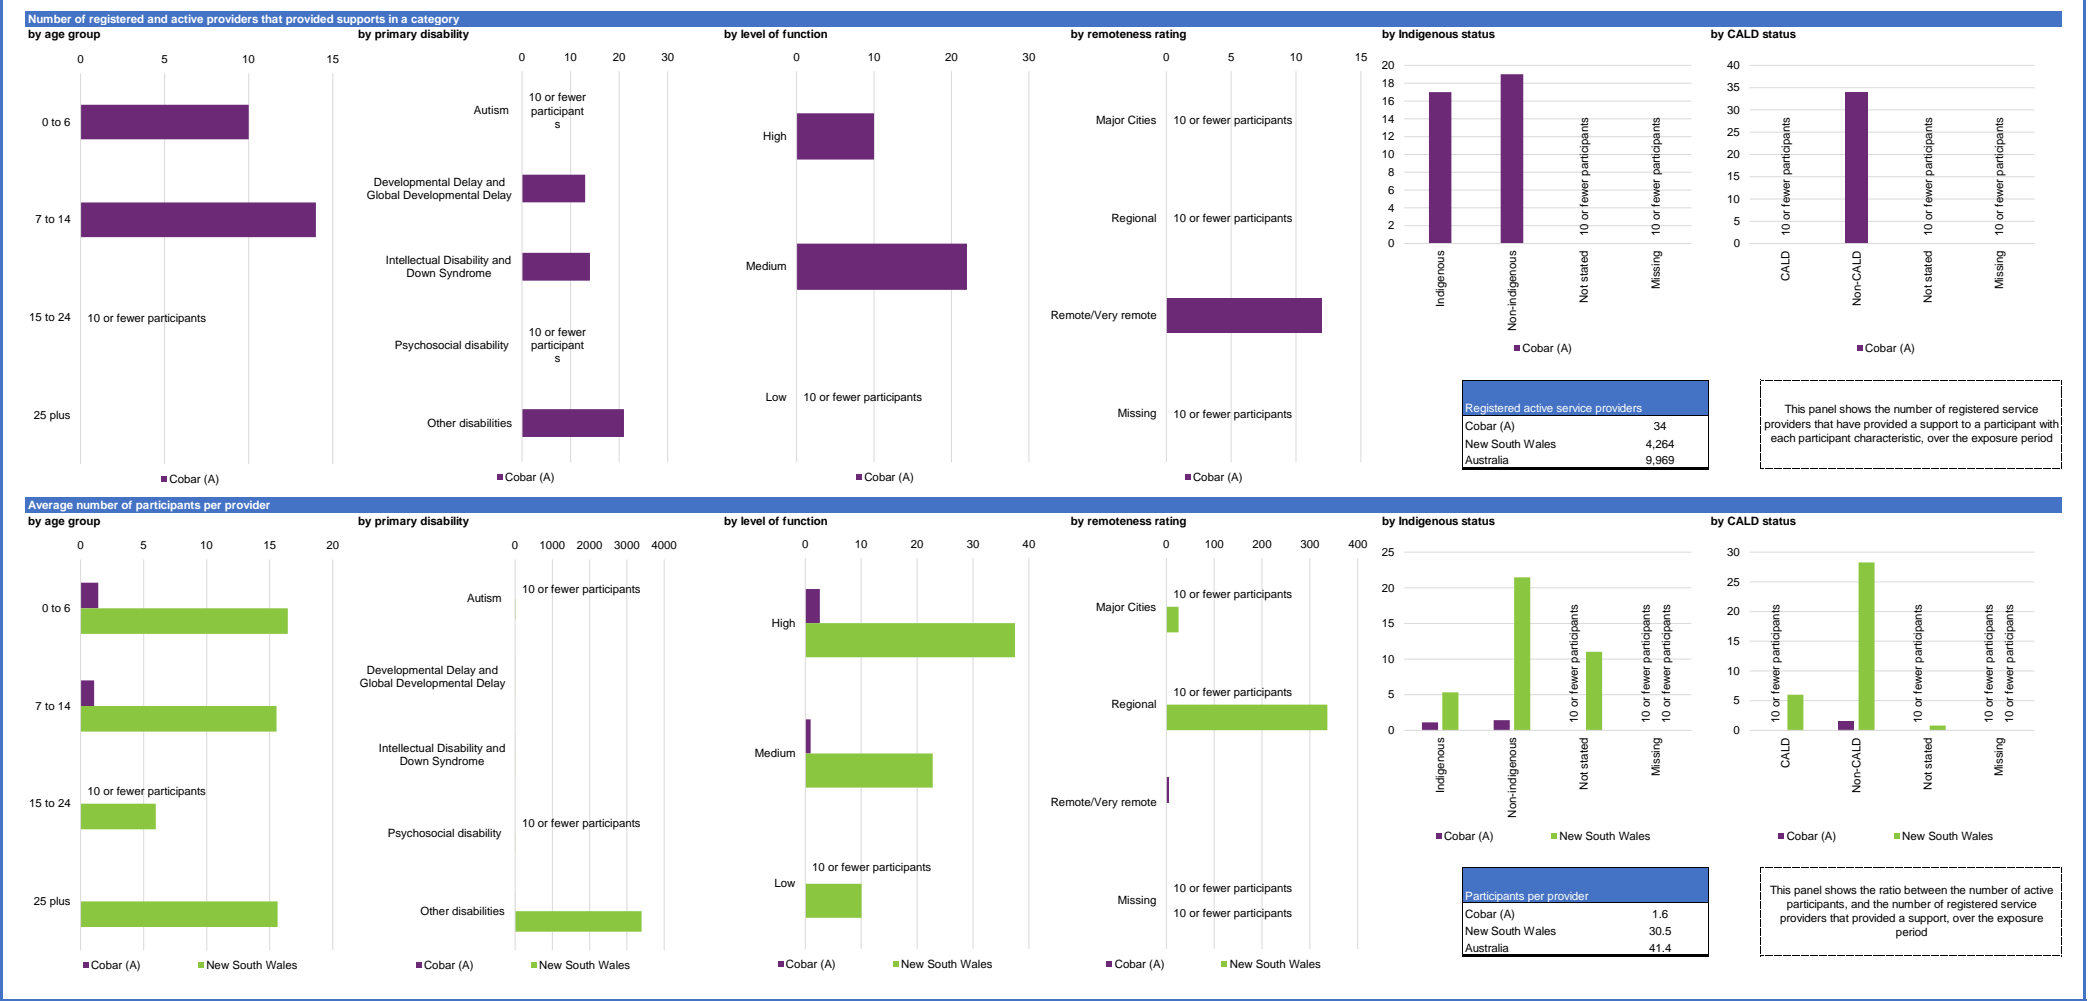 Number of registered and active providers that provided supports in a category
by age group
0 5 10 15
0 to 6
7 to 14
15 to 24 10 or fewer participants
25 plus
Cobar (A)
by primary disability
0 10 20 30
Autism
10 or fewer
participant
s
Developmental Delay and
Global Developmental Delay
Intellectual Disability and
Down Syndrome
Psychosocial disability
10 or fewer
participant
s
Other disabilities
Cobar (A)
by level of function
0 10 20 30
High
Medium
Low 10 or fewer participants
Cobar (A)
by remoteness rating
0 5 10 15
Major Cities 10 or fewer participants
Regional 10 or fewer participants
Remote/Very remote
Missing 10 or fewer participants
Cobar (A)
by Indigenous status
20
18
16
14
12
10
8
6
4
2
0
10 or fewer participants
10 or fewer participants
Indigenous
Non-indigenous
Not stated
Missing
Cobar (A)
by CALD status
40
35
30
25
20
15
10
5
0
10 or fewer participants
10 or fewer participants
10 or fewer participants
CALD
Non-CALD
Not stated
Missing
Cobar (A)
Registered active service providers
Cobar (A) 34
New South Wales 4,264
Australia 9,969
This panel shows the number of registered service
providers that have provided a support to a participant with
each participant characteristic, over the exposure period
Average number of participants per provider
by age group
0 5 10 15 20
0 to 6
7 to 14
10 or fewer participants
15 to 24
25 plus
Cobar (A) New South Wales
by primary disability
0 1000 2000 3000 4000
10 or fewer participants
Autism
Developmental Delay and
Global Developmental Delay
Intellectual Disability and
Down Syndrome
10 or fewer participants
Psychosocial disability
Other disabilities
Cobar (A) New South Wales
by level of function
0 10 20 30 40
High
Medium
10 or fewer participants
Low
Cobar (A) New South Wales
by remoteness rating
0 100 200 300 400
10 or fewer participants
Major Cities
10 or fewer participants
Regional
Remote/Very remote
10 or fewer participants
Missing
10 or fewer participants
Cobar (A) New South Wales
by Indigenous status
25
20
15
10
5
0
10 or fewer participants
10 or fewer participants
10 or fewer participants
Indigenous
Non-indigenous
Not stated
Missing
Cobar (A) New South Wales
by CALD status
30
25
20
15
10
5
0
10 or fewer participants
10 or fewer participants
10 or fewer participants
10 or fewer participants
CALD
Non-CALD
Not stated
Missing
Cobar (A) New South Wales
Participants per provider
Cobar (A) 1.6
New South Wales 30.5
Australia 41.4
This panel shows the ratio between the number of active
participants, and the number of registered service
providers that provided a support, over the exposure
period